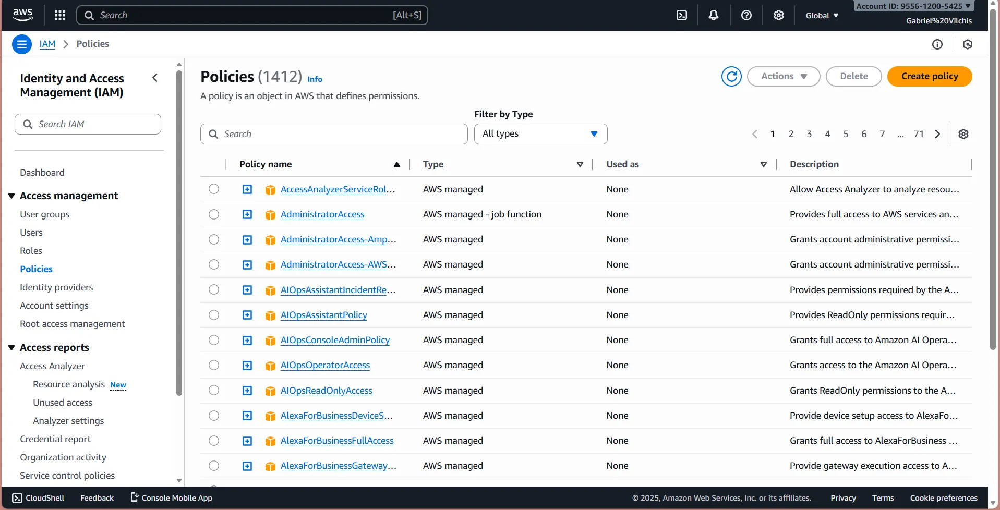 aws
Search
[Alt+S]
Global
Account ID: 9556-1200-5425
Gabriel%20Vilchis
IAM
Policies
Identity and Access
Management (IAM)
Search IAM
Dashboard
Access management
User groups
Users
Roles
Policies
Identity providers
Account settings
Root access management
Access reports
Access Analyzer
Resource analysis New
Unused access
Analyzer settings
Credential report
Organization activity
Service control policies
Policies (1412) Info
A policy is an object in AWS that defines permissions.
Actions
Delete
Create policy
Filter by Type
Search
All types
1 2 3 4 5 6 7 ... 71
Policy name Type Used as Description
AccessAnalyzerServiceRol... AWS managed None Allow Access Analyzer to analyze resou...
AdministratorAccess AWS managed - job function None Provides full access to AWS services an...
AdministratorAccess-Amp... AWS managed None Grants account administrative permissi...
AdministratorAccess-AWS... AWS managed None Grants account administrative permissi...
AIOpsAssistantIncidentRe... AWS managed None Provides permissions required by the A...
AIOpsAssistantPolicy AWS managed None Provides ReadOnly permissions requir...
AIOpsConsoleAdminPolicy AWS managed None Grants full access to Amazon AI Opera...
AIOpsOperatorAccess AWS managed None Grants access to the Amazon AI Opera...
AIOpsReadOnlyAccess AWS managed None Grants ReadOnly permissions to the A...
AlexaForBusinessDeviceS... AWS managed None Provide device setup access to AlexaFo...
AlexaForBusinessFullAccess AWS managed None Grants full access to AlexaForBusiness ...
AlexaForBusinessGateway... AWS managed None Provide gateway execution access to A...
CloudShell
Feedback
Console Mobile App
© 2025, Amazon Web Services, Inc. or its affiliates.
Privacy
Terms
Cookie preferences